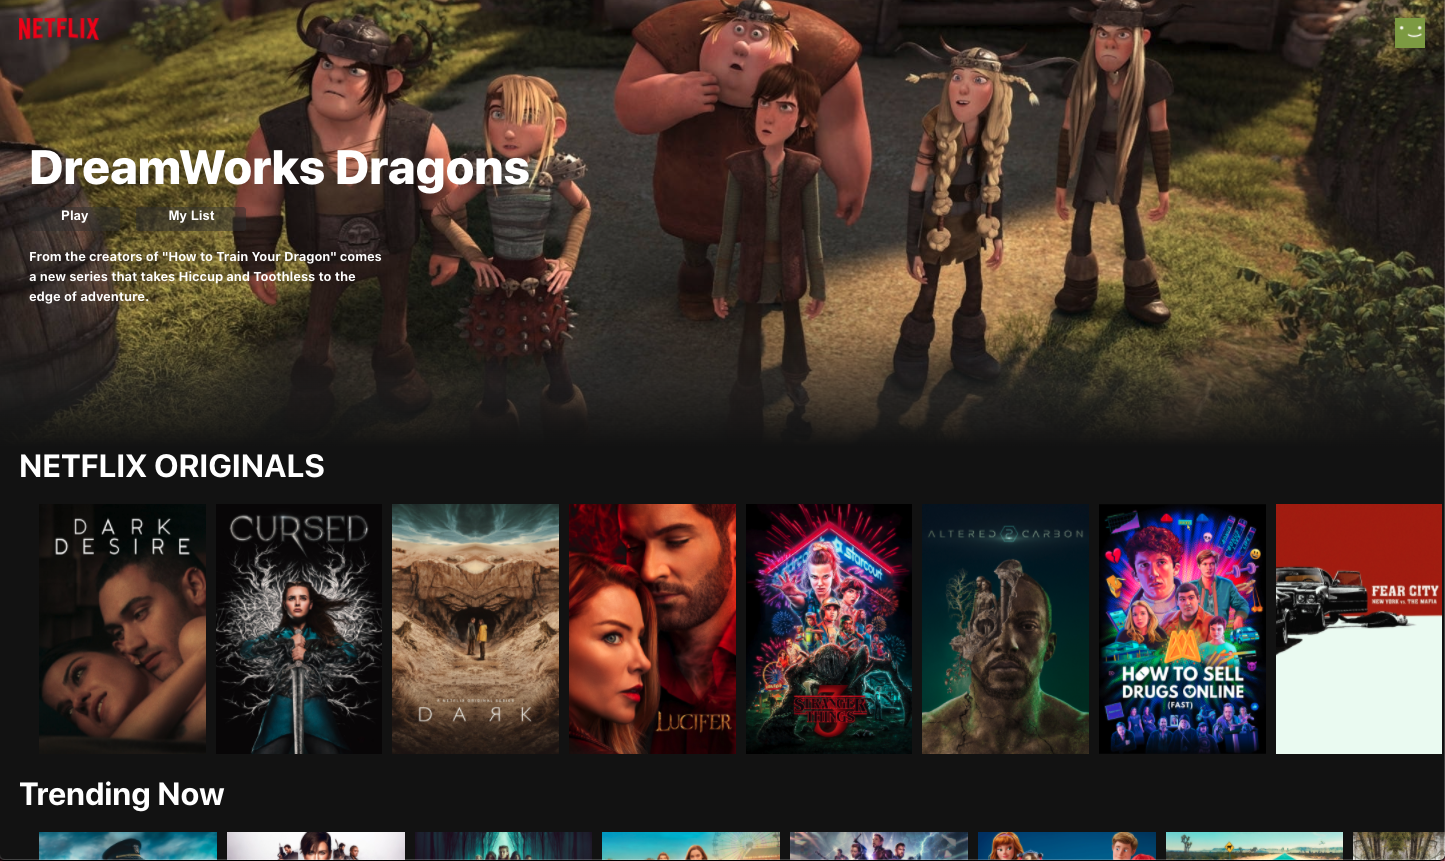 NETFLIX
DreamWorks Dragons
Play
My List
From the creators of "How to Train Your Dragon" comes
a new series that takes Hiccup and Toothless to the
edge of adventure.
NETFLIX ORIGINALS
DARK
DESIRE
CURSED
A NETFLIX ORIGINAL SERIES
DARK
LUCIFER
STRANGER
THINGS
3
ALTERED CARBON
HOW TO SELL
DRUGS ONLINE
(FAST)
FEAR CITY
NEW YORK vs. THE MAFIA
Trending Now